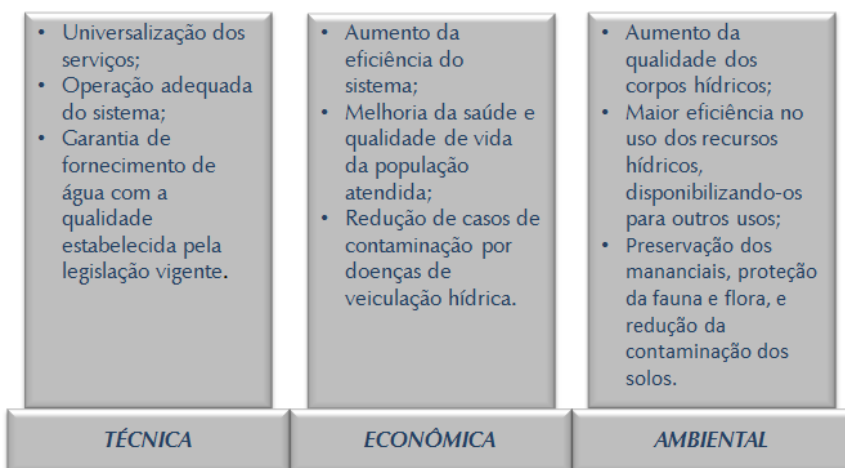 • Universalização dos
serviços;
• Operação adequada
do sistema;
• Garantia de
fornecimento de
água com a
qualidade
estabelecida pela
legislação vigente.
TÉCNICA
• Aumento da
eficiência do
sistema;
• Melhoria da saúde e
qualidade de vida
da população
atendida;
• Redução de casos de
contaminação por
doenças de
veiculação hídrica.
ECONÔMICA
• Aumento da
qualidade dos
corpos hídricos;
• Maior eficiência no
uso dos recursos
hídricos,
disponibilizando-os
para outros usos;
• Preservação dos
mananciais, proteção
da fauna e flora, e
redução da
contaminação dos
solos.
AMBIENTAL